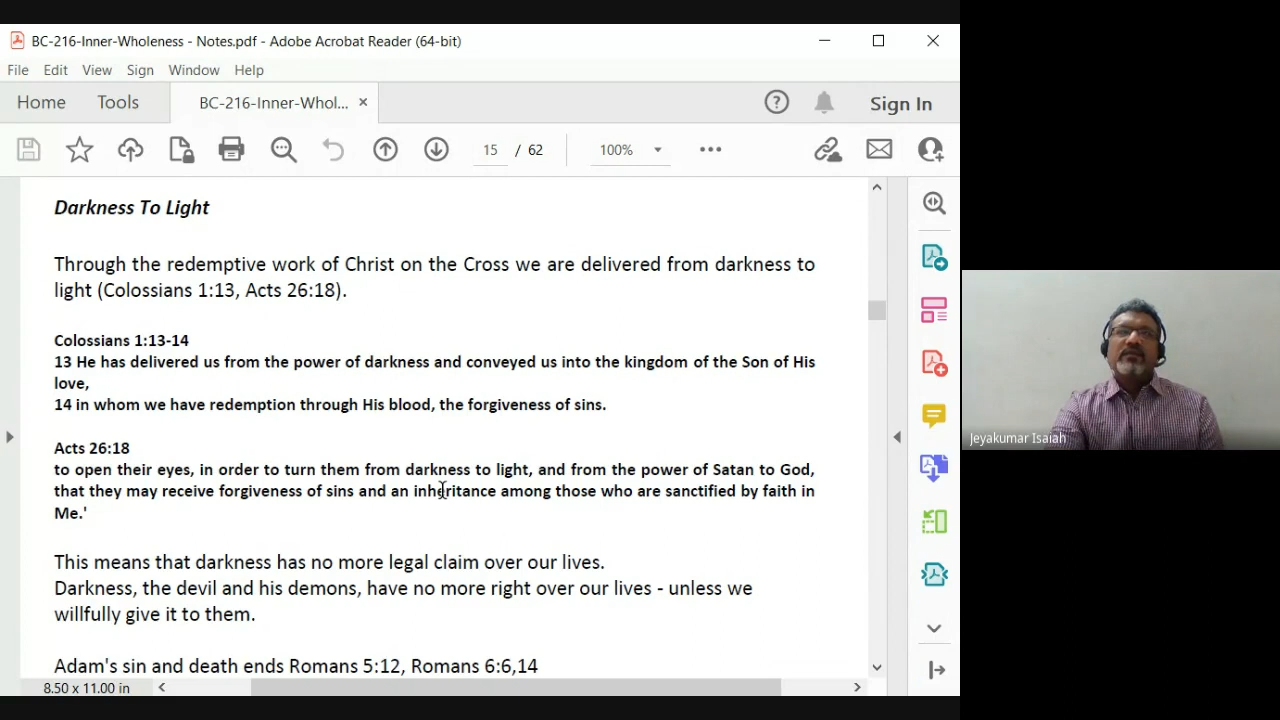 BC-216-Inner-Wholeness - Notes.pdf - Adobe Acrobat Reader (64-bit)
File Edit View Sign Window Help
Home Tools BC-216-Inner-Whol... Sign In
15 / 62 100%
Darkness To Light
Through the redemptive work of Christ on the Cross we are delivered from darkness to
light (Colossians 1:13, Acts 26:18).
Colossians 1:13-14
13 He has delivered us from the power of darkness and conveyed us into the kingdom of the Son of His
love,
14 in whom we have redemption through His blood, the forgiveness of sins.
Acts 26:18
to open their eyes, in order to turn them from darkness to light, and from the power of Satan to God,
that they may receive forgiveness of sins and an inheritance among those who are sanctified by faith in
Me.'
This means that darkness has no more legal claim over our lives.
Darkness, the devil and his demons, have no more right over our lives - unless we
willfully give it to them.
Adam's sin and death ends Romans 5:12, Romans 6:6,14
8.50 x 11.00 in
Jeyakumar Isaiah